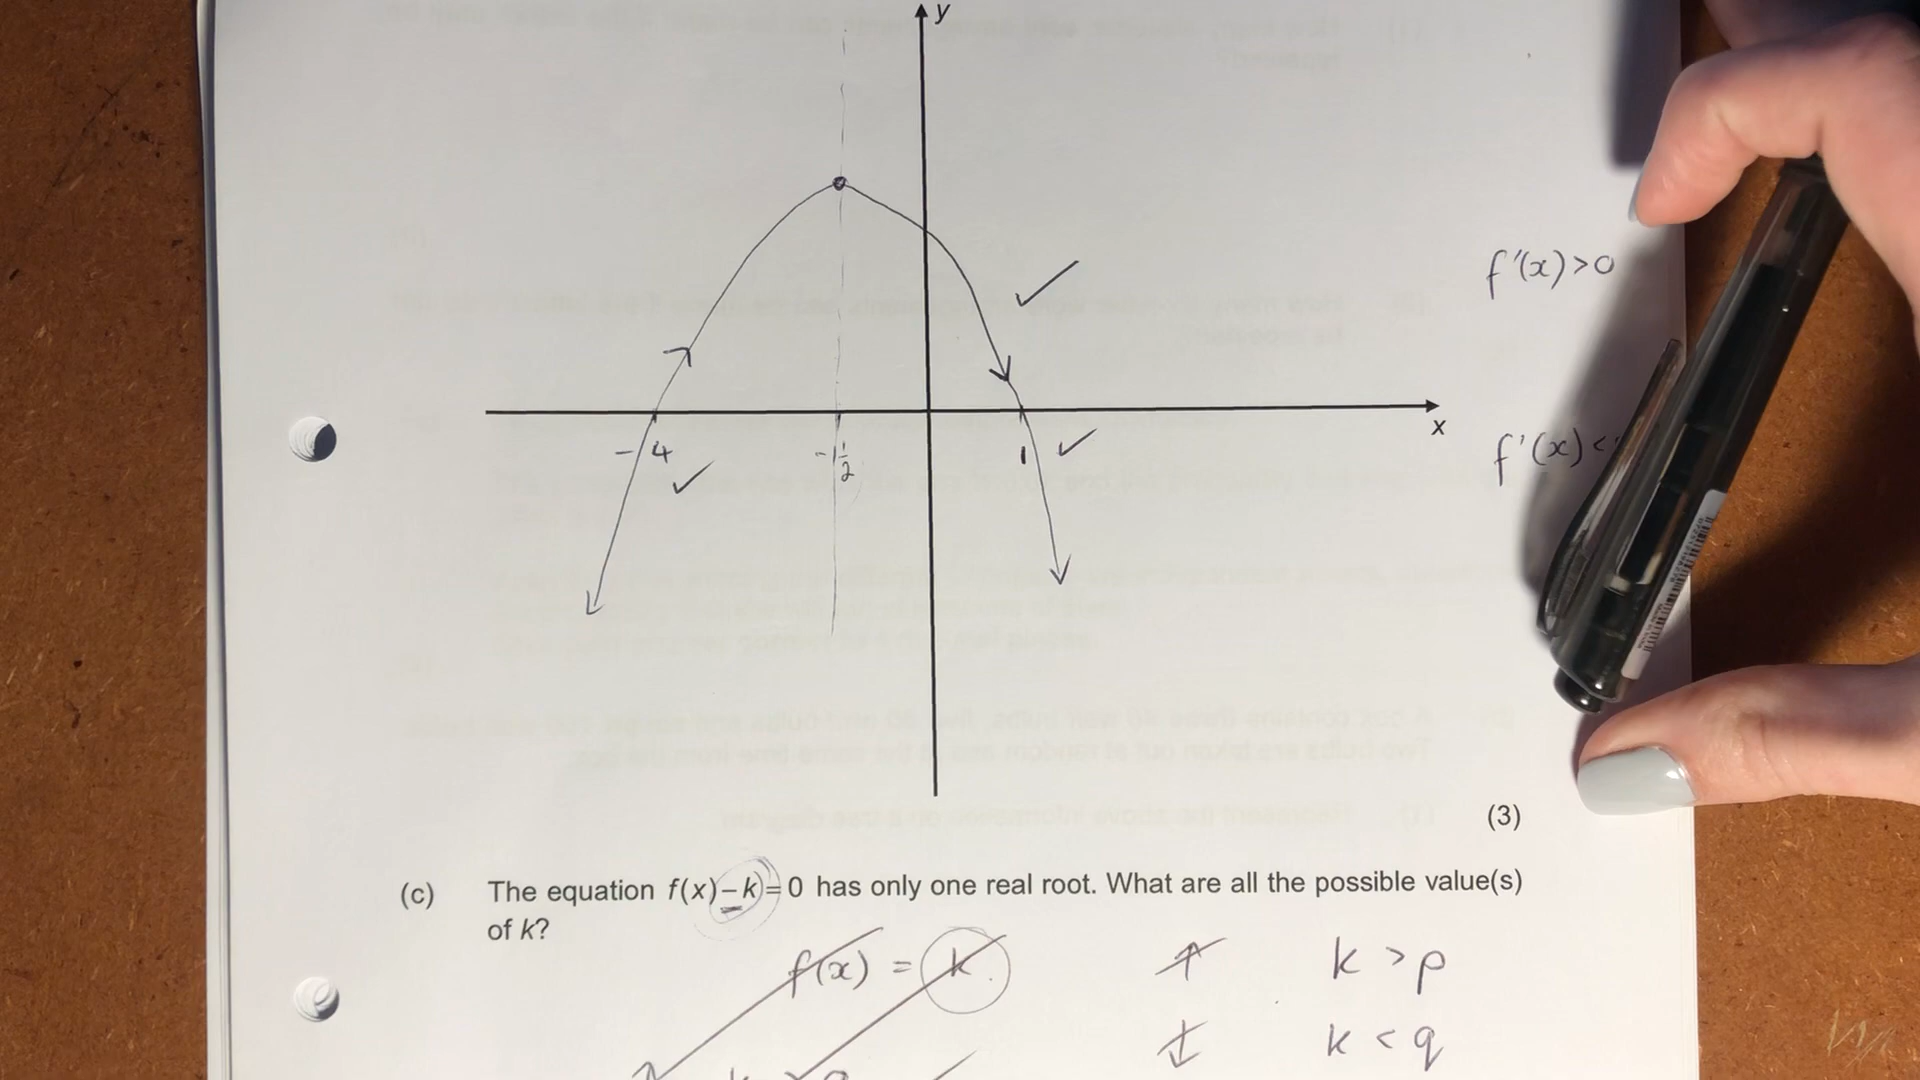 y
f'(x)>0
x
-4
-1/2
1
f'(x)<
(3)
(c) The equation f(x)-k=0 has only one real root. What are all the possible value(s)
of k?
f(x) = k
k > p
k < q